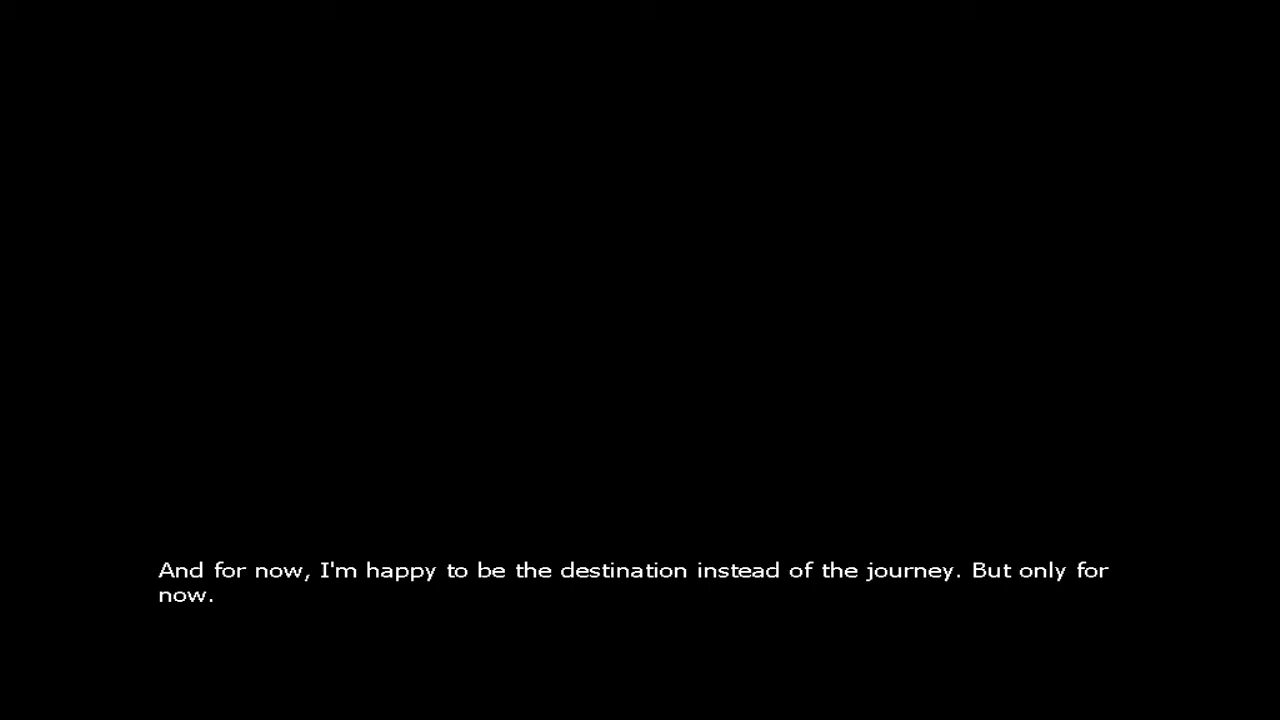 And for now, I'm happy to be the destination instead of the journey. But only for
now.